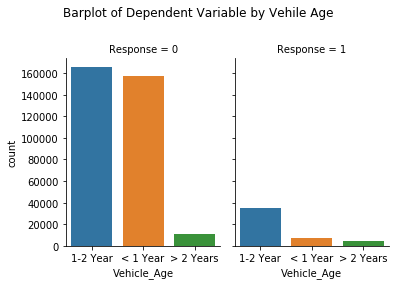 Barplot of Dependent Variable by Vehile Age
Response = 0
Response = 1
160000
140000
120000
100000
80000
60000
40000
20000
0
count
1-2 Year < 1 Year > 2 Years
1-2 Year < 1 Year > 2 Years
Vehicle_Age
Vehicle_Age